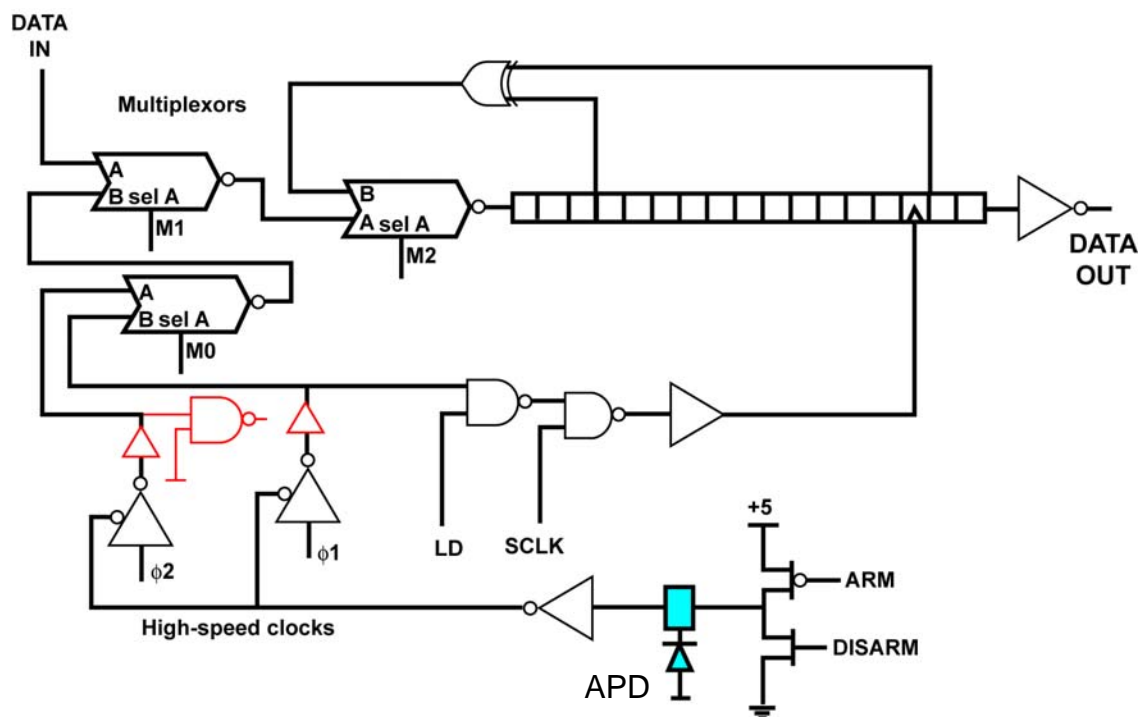 DATA
IN
Multiplexors
A
B sel A
M1
B
A sel A
M2
DATA
OUT
A
B sel A
M0
ϕ2
ϕ1
LD
SCLK
+5
ARM
DISARM
High-speed clocks
APD